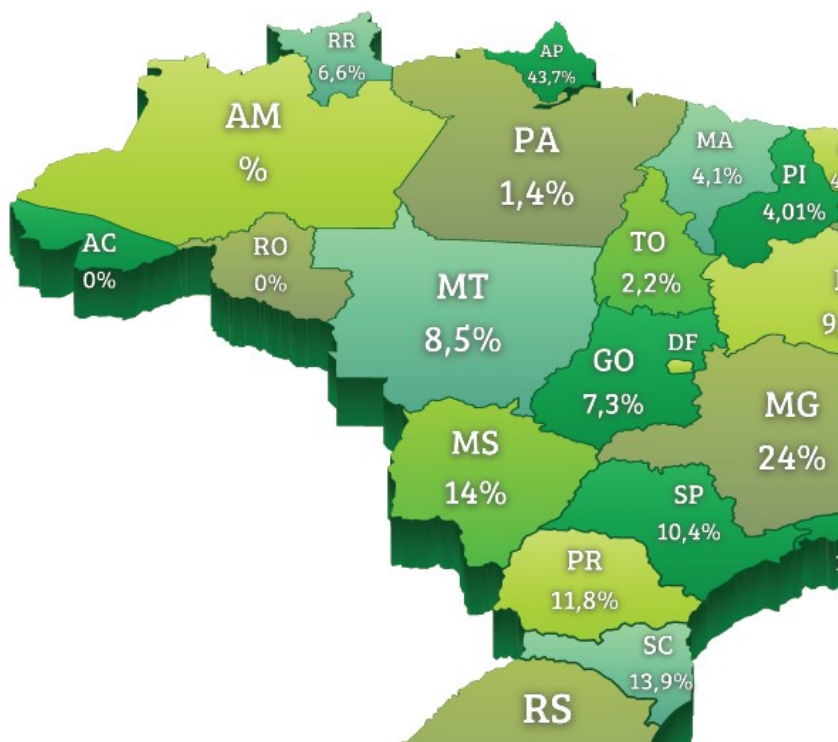 RR
6,6%
AP
43,7%
AM
%
PA
1,4%
MA
4,1%
PI
4,01%
AC
0%
RO
0%
TO
2,2%
MT
8,5%
DF
GO
7,3%
MG
24%
MS
14%
SP
10,4%
PR
11,8%
SC
13,9%
RS